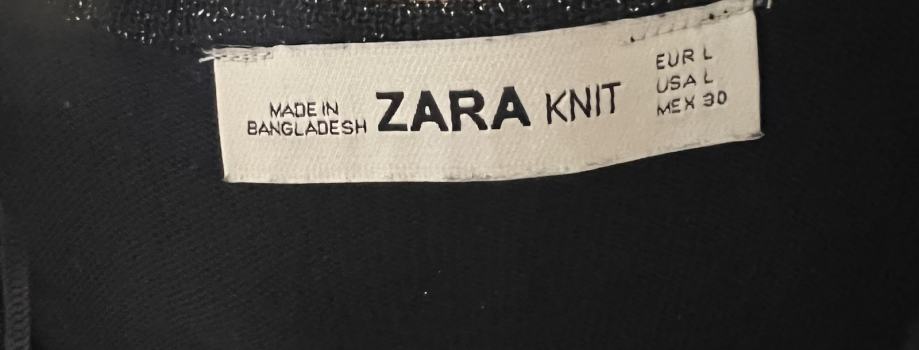 MADE IN
BANGLADESH
ZARA KNIT
EUR L
USA L
MEX 30